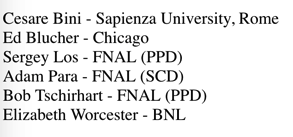 Cesare Bini - Sapienza University, Rome
Ed Blucher - Chicago
Sergey Los - FNAL (PPD)
Adam Para - FNAL (SCD)
Bob Tschirhart - FNAL (PPD)
Elizabeth Worcester - BNL